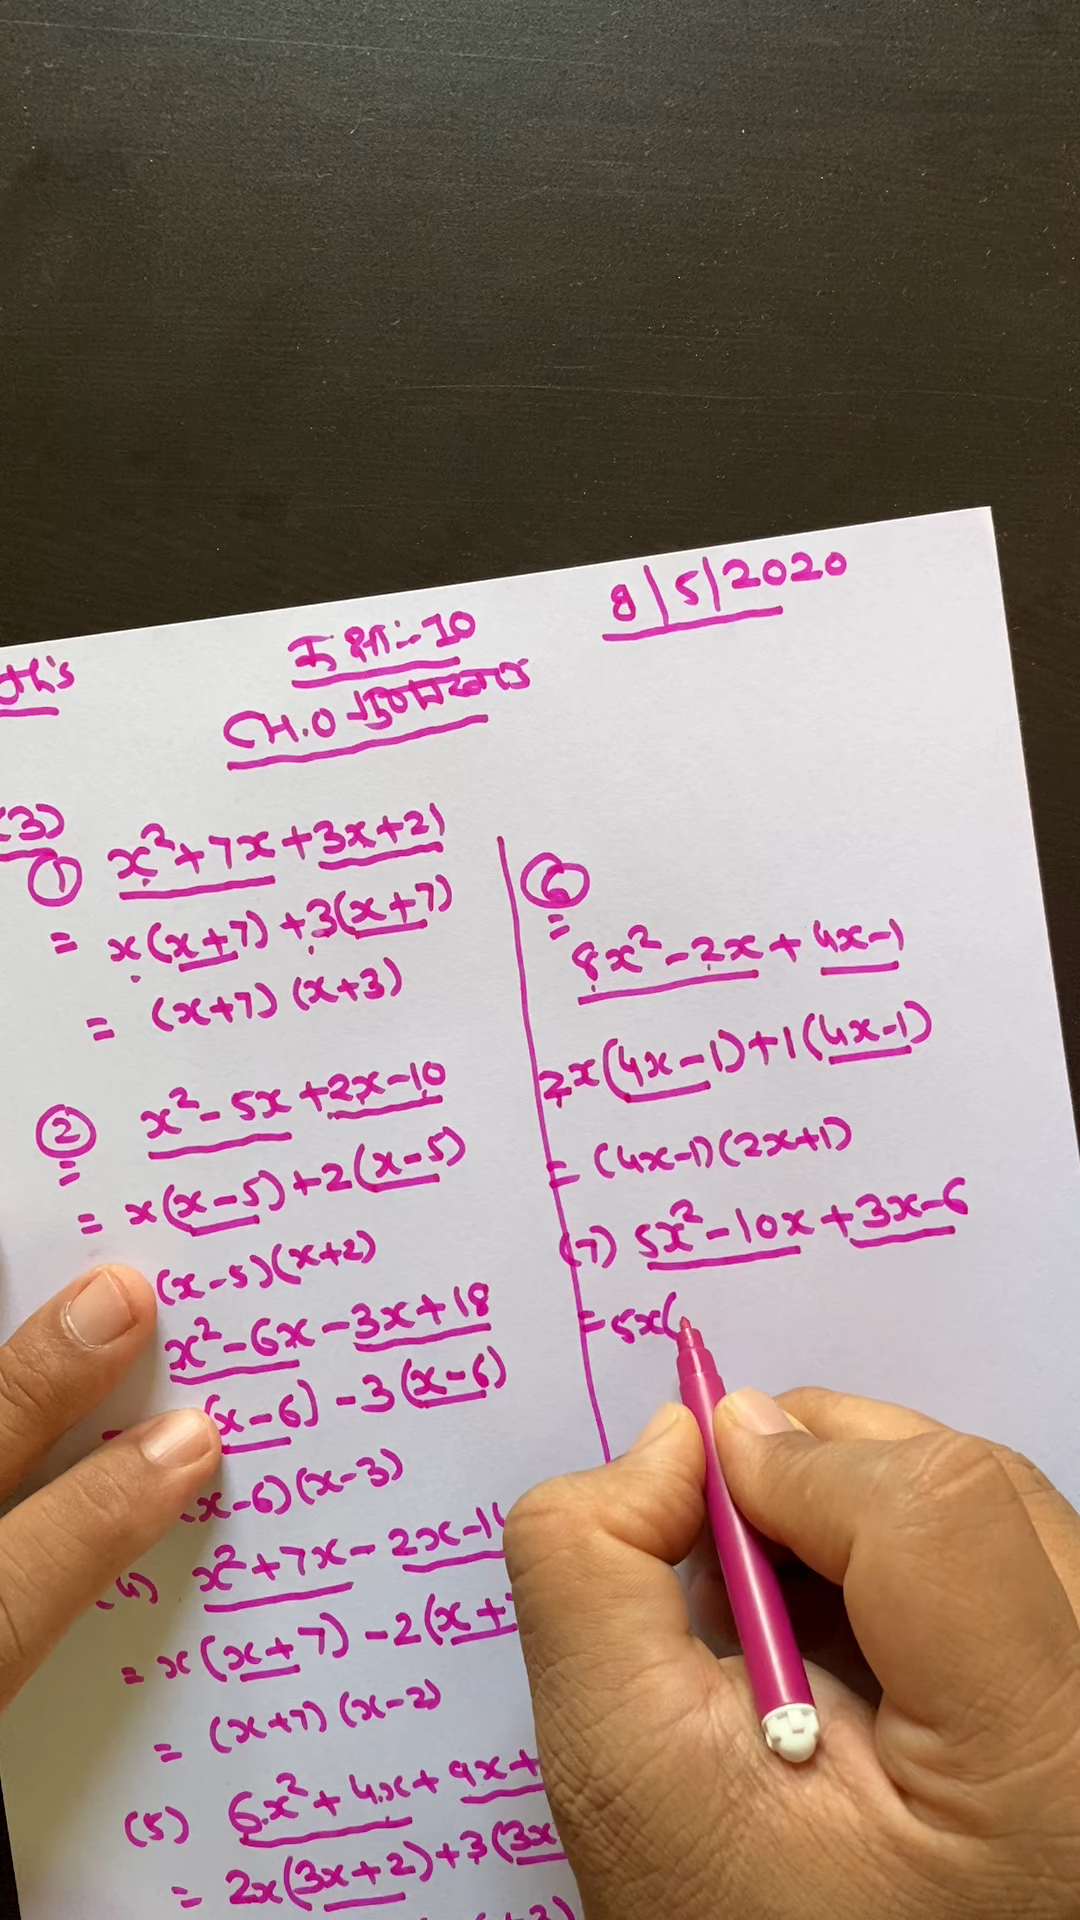 8/5/2020
10
CH.0
(3)
① x²+7x+3x+21
= x(x+7)+3(x+7)
= (x+7)(x+3)
② x²-5x+2x-10
= x(x-5)+2(x-5)
(x-5)(x+2)
x²-6x-3x+18
(x-6)-3(x-6)
x-6)(x-3)
(4) x²+7x-2x-14
= x(x+7)-2(x+7
= (x+7)(x-2)
(5) 6x²+4x+9x+
= 2x(3x+2)+3(3x
⑥
8x²-2x+4x-1
2x(4x-1)+1(4x-1)
= (4x-1)(2x+1)
(7) 5x²-10x+3x-6
= 5x(